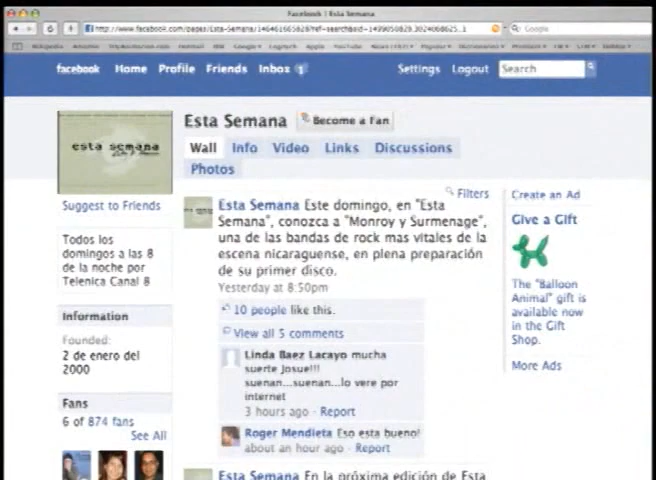 Facebook | Esta Semana
Google
facebook Home Profile Friends Inbox 1 Settings Logout Search
esta semana
Esta Semana
Become a Fan
Wall Info Video Links Discussions
Photos
Suggest to Friends
Todos los
domingos a las 8
de la noche por
Telenica Canal 8
Information
Founded:
2 de enero del
2000
Fans
6 of 874 fans
See All
Filters
Esta Semana Este domingo, en "Esta
Semana", conozca a "Monroy y Surmenage",
una de las bandas de rock mas vitales de la
escena nicaraguense, en plena preparación
de su primer disco.
Yesterday at 8:50pm
10 people like this.
View all 5 comments
Linda Baez Lacayo mucha
suerte Josue!!!
suenan...suenan...lo vere por
internet
3 hours ago · Report
Roger Mendieta Eso esta bueno!
about an hour ago · Report
Esta Semana En la próxima edición de Esta
Create an Ad
Give a Gift
The "Balloon
Animal" gift is
available now
in the Gift
Shop.
More Ads